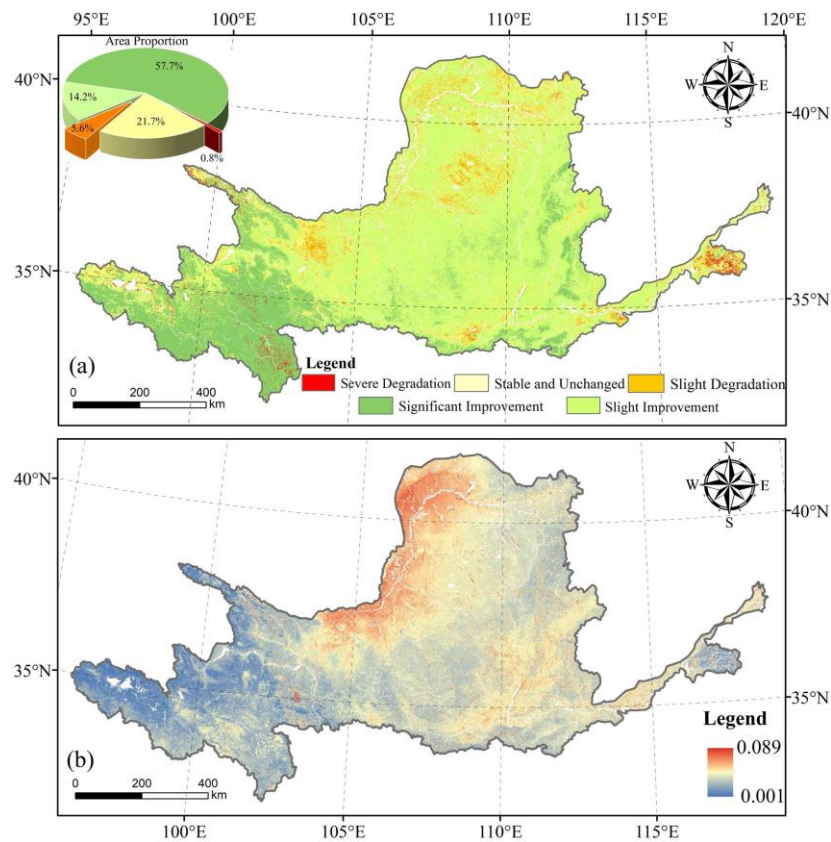 95°E 100°E 105°E 110°E 115°E 120°E
Area Proportion
57.7%
14.2%
5.6%
21.7%
0.8%
N
W E
S
40°N
40°N
35°N
35°N
(a)
Legend
Severe Degradation Stable and Unchanged Slight Degradation
Significant Improvement Slight Improvement
0 200 400
km
N
W E
S
40°N
40°N
35°N
35°N
(b)
Legend
0.089
0.001
0 200 400
km
100°E 105°E 110°E 115°E